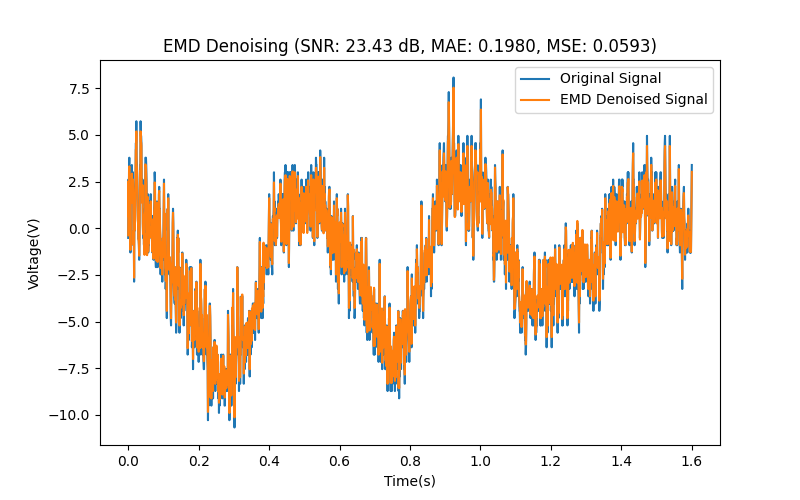 EMD Denoising (SNR: 23.43 dB, MAE: 0.1980, MSE: 0.0593)
Original Signal
EMD Denoised Signal
7.5
5.0
2.5
0.0
−2.5
−5.0
−7.5
−10.0
Voltage(V)
0.0 0.2 0.4 0.6 0.8 1.0 1.2 1.4 1.6
Time(s)